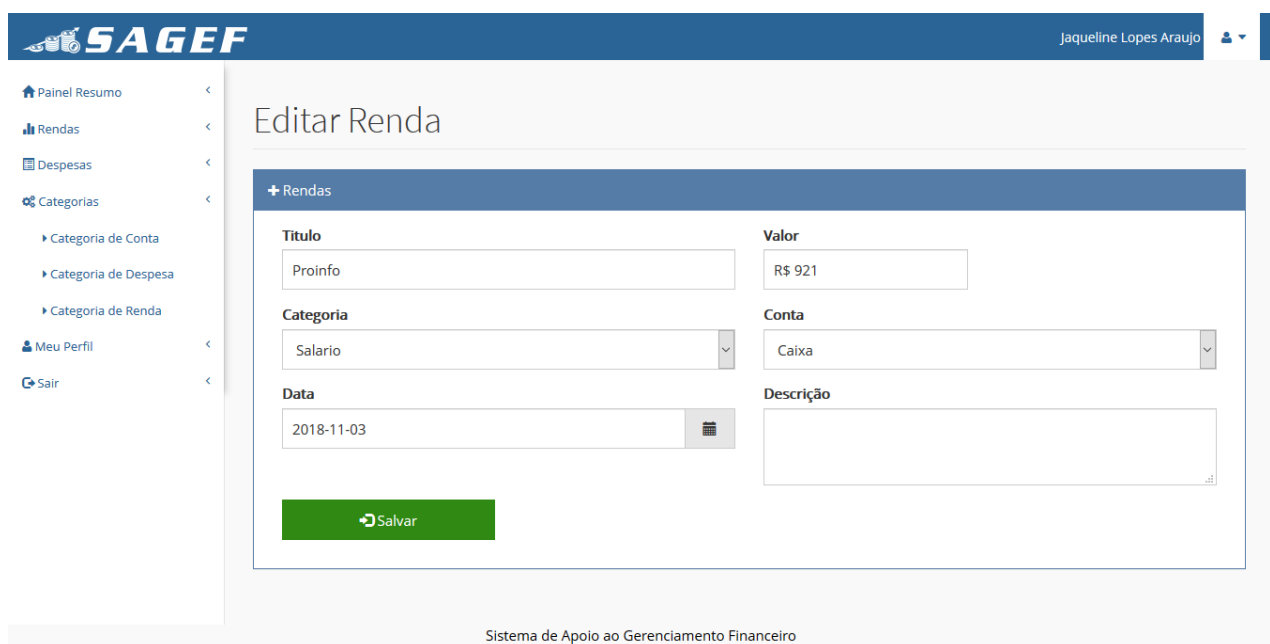 SAGEF
Jaqueline Lopes Araujo
Painel Resumo
Rendas
Despesas
Categorias
Categoria de Conta
Categoria de Despesa
Categoria de Renda
Meu Perfil
Sair
Editar Renda
Rendas
Titulo
Proinfo
Valor
R$ 921
Categoria
Salario
Conta
Caixa
Data
2018-11-03
Descrição
Salvar
Sistema de Apoio ao Gerenciamento Financeiro